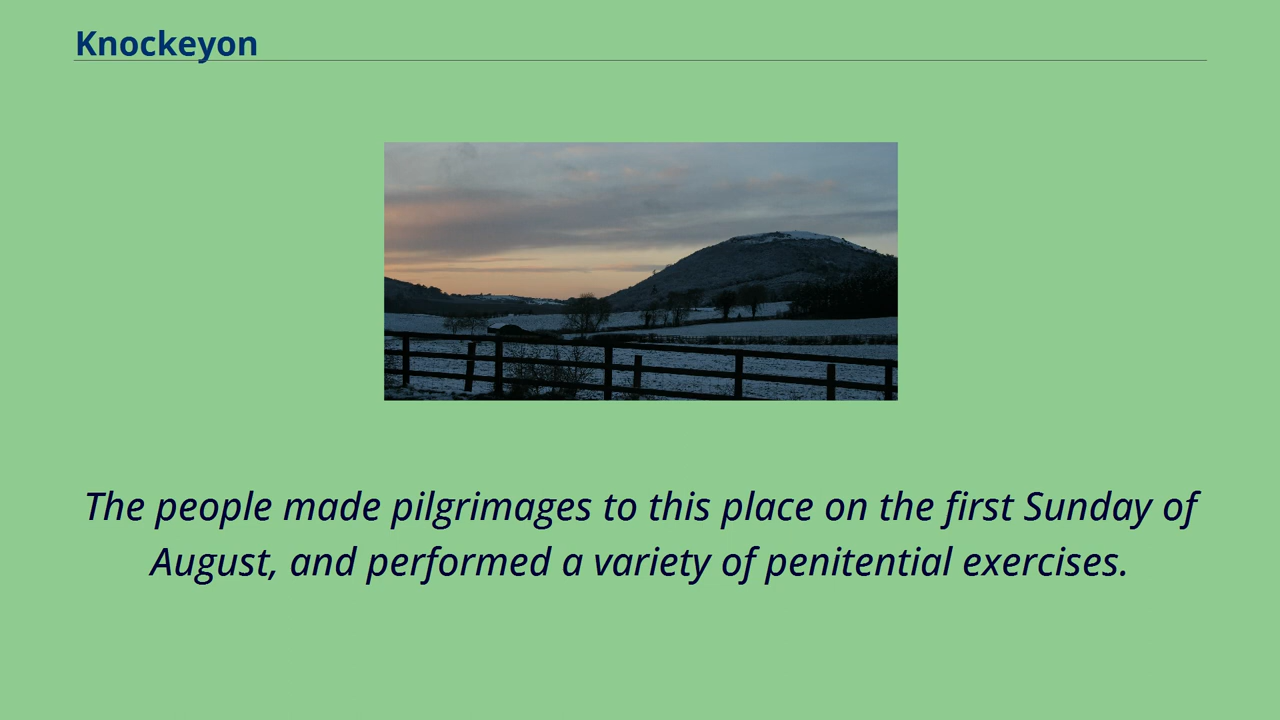 Knockeyon
The people made pilgrimages to this place on the first Sunday of
August, and performed a variety of penitential exercises.